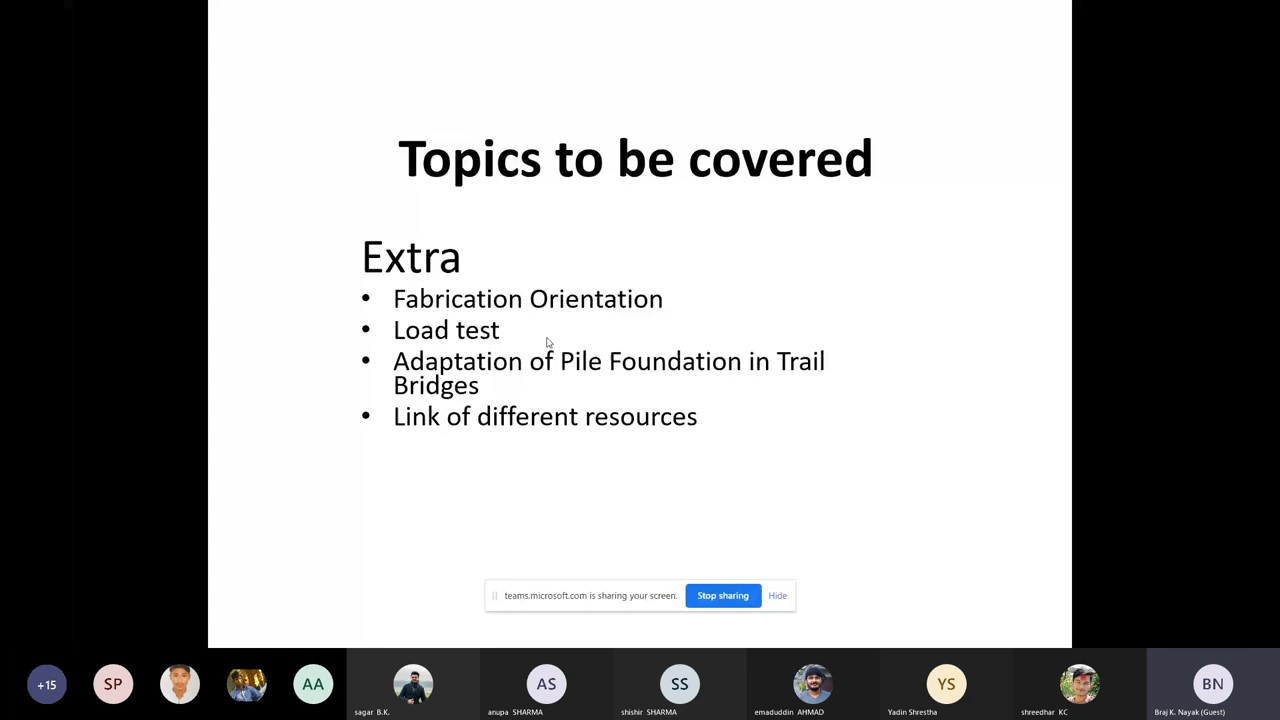 Topics to be covered
Extra
• Fabrication Orientation
• Load test
• Adaptation of Pile Foundation in Trail
Bridges
• Link of different resources
teams.microsoft.com is sharing your screen. Stop sharing Hide
+15 SP AA AS SS YS BN
sagar B.K. anupa SHARMA shishir SHARMA emaduddin AHMAD Yadin Shrestha shreedhar KC Braj K. Nayak (Guest)